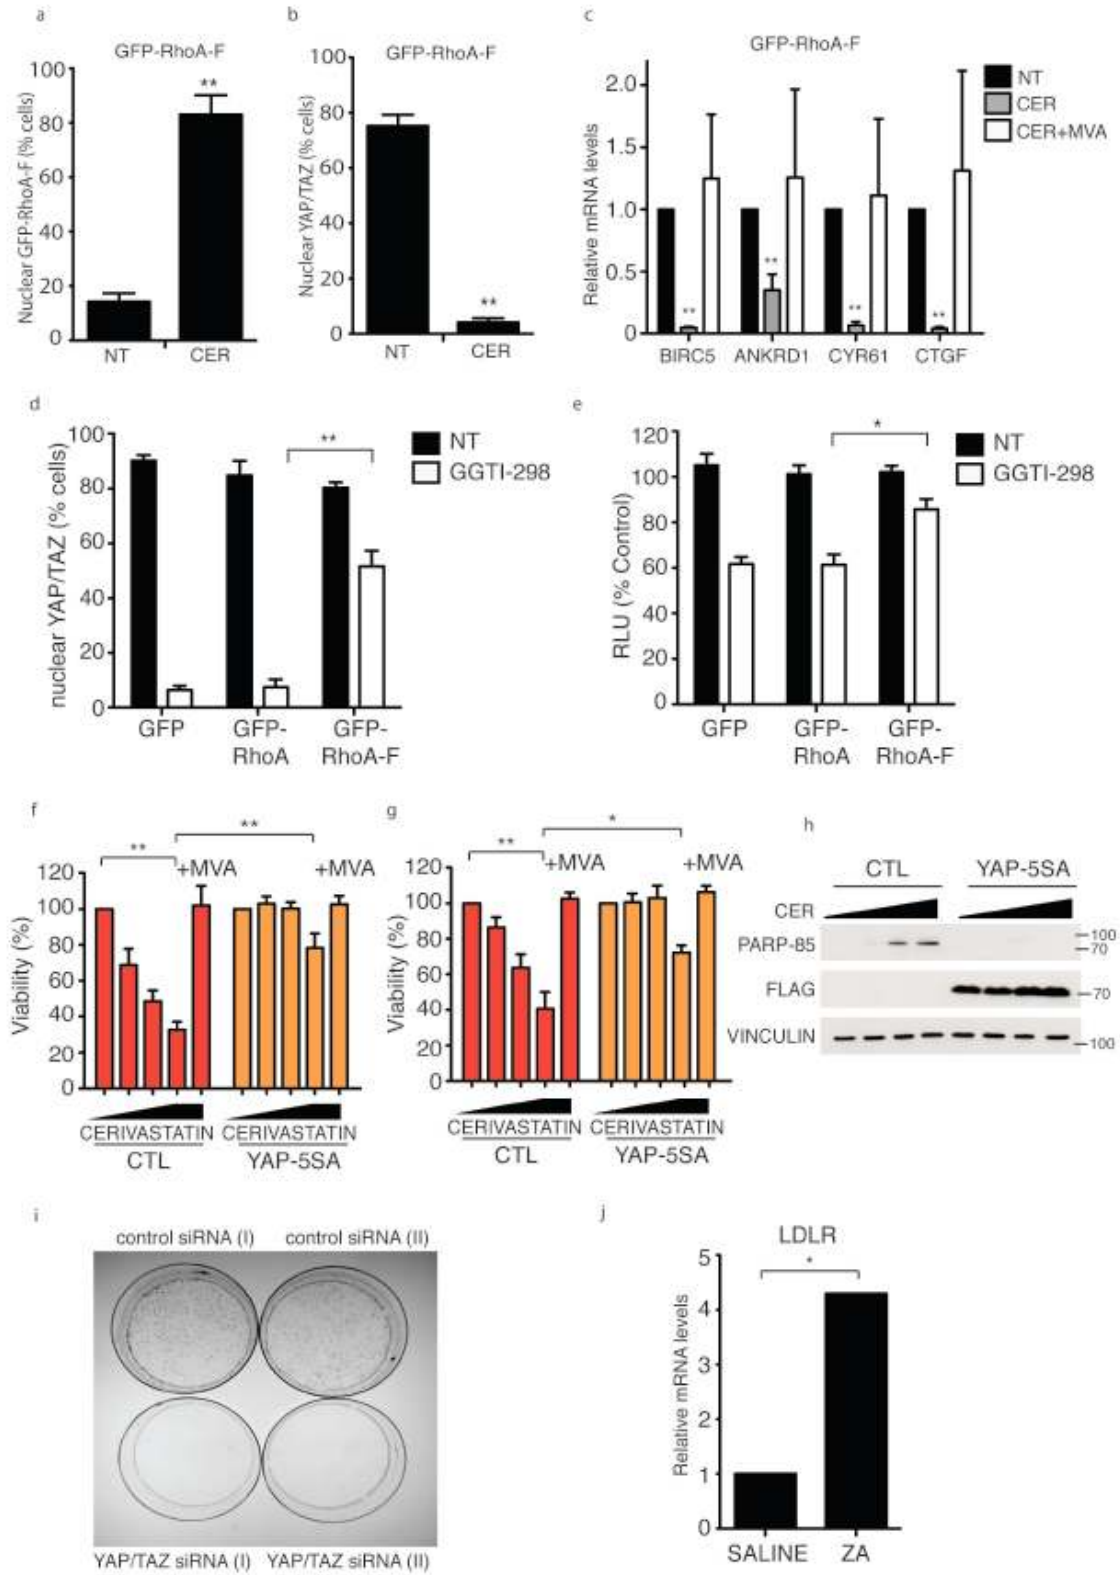 a
GFP-RhoA-F
Nuclear GFP-RhoA-F (% cells)
100
80
60
40
20
0
**
NT
CER
b
GFP-RhoA-F
Nuclear YAP/TAZ (% cells)
100
80
60
40
20
0
**
NT
CER
c
GFP-RhoA-F
Relative mRNA levels
2.0
1.5
1.0
0.5
0
**
**
**
**
BIRC5
ANKRD1
CYR61
CTGF
NT
CER
CER+MVA
d
nuclear YAP/TAZ (% cells)
100
80
60
40
20
0
**
NT
GGTI-298
GFP
GFP-
RhoA
GFP-
RhoA-F
e
RLU (% Control)
120
100
80
60
40
20
0
*
NT
GGTI-298
GFP
GFP-
RhoA
GFP-
RhoA-F
f
Viability (%)
120
100
80
60
40
20
0
**
**
+MVA
+MVA
CERIVASTATIN
CERIVASTATIN
CTL
YAP-5SA
g
Viability (%)
120
100
80
60
40
20
0
**
*
+MVA
+MVA
CERIVASTATIN
CERIVASTATIN
CTL
YAP-5SA
h
CTL
YAP-5SA
CER
PARP-85
100
70
FLAG
70
VINCULIN
100
i
control siRNA (I)
control siRNA (II)
YAP/TAZ siRNA (I)
YAP/TAZ siRNA (II)
j
LDLR
Relative mRNA levels
5
4
3
2
1
0
*
SALINE
ZA